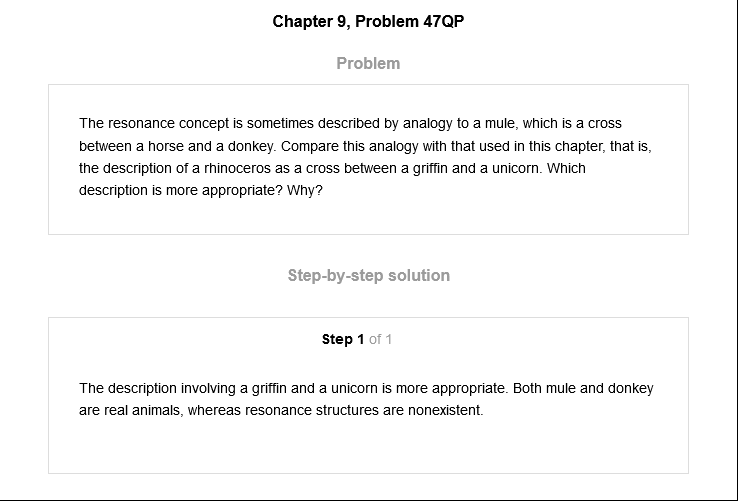 Chapter 9, Problem 47QP
Problem
The resonance concept is sometimes described by analogy to a mule, which is a cross
between a horse and a donkey. Compare this analogy with that used in this chapter, that is,
the description of a rhinoceros as a cross between a griffin and a unicorn. Which
description is more appropriate? Why?
Step-by-step solution
Step 1 of 1
The description involving a griffin and a unicorn is more appropriate. Both mule and donkey
are real animals, whereas resonance structures are nonexistent.